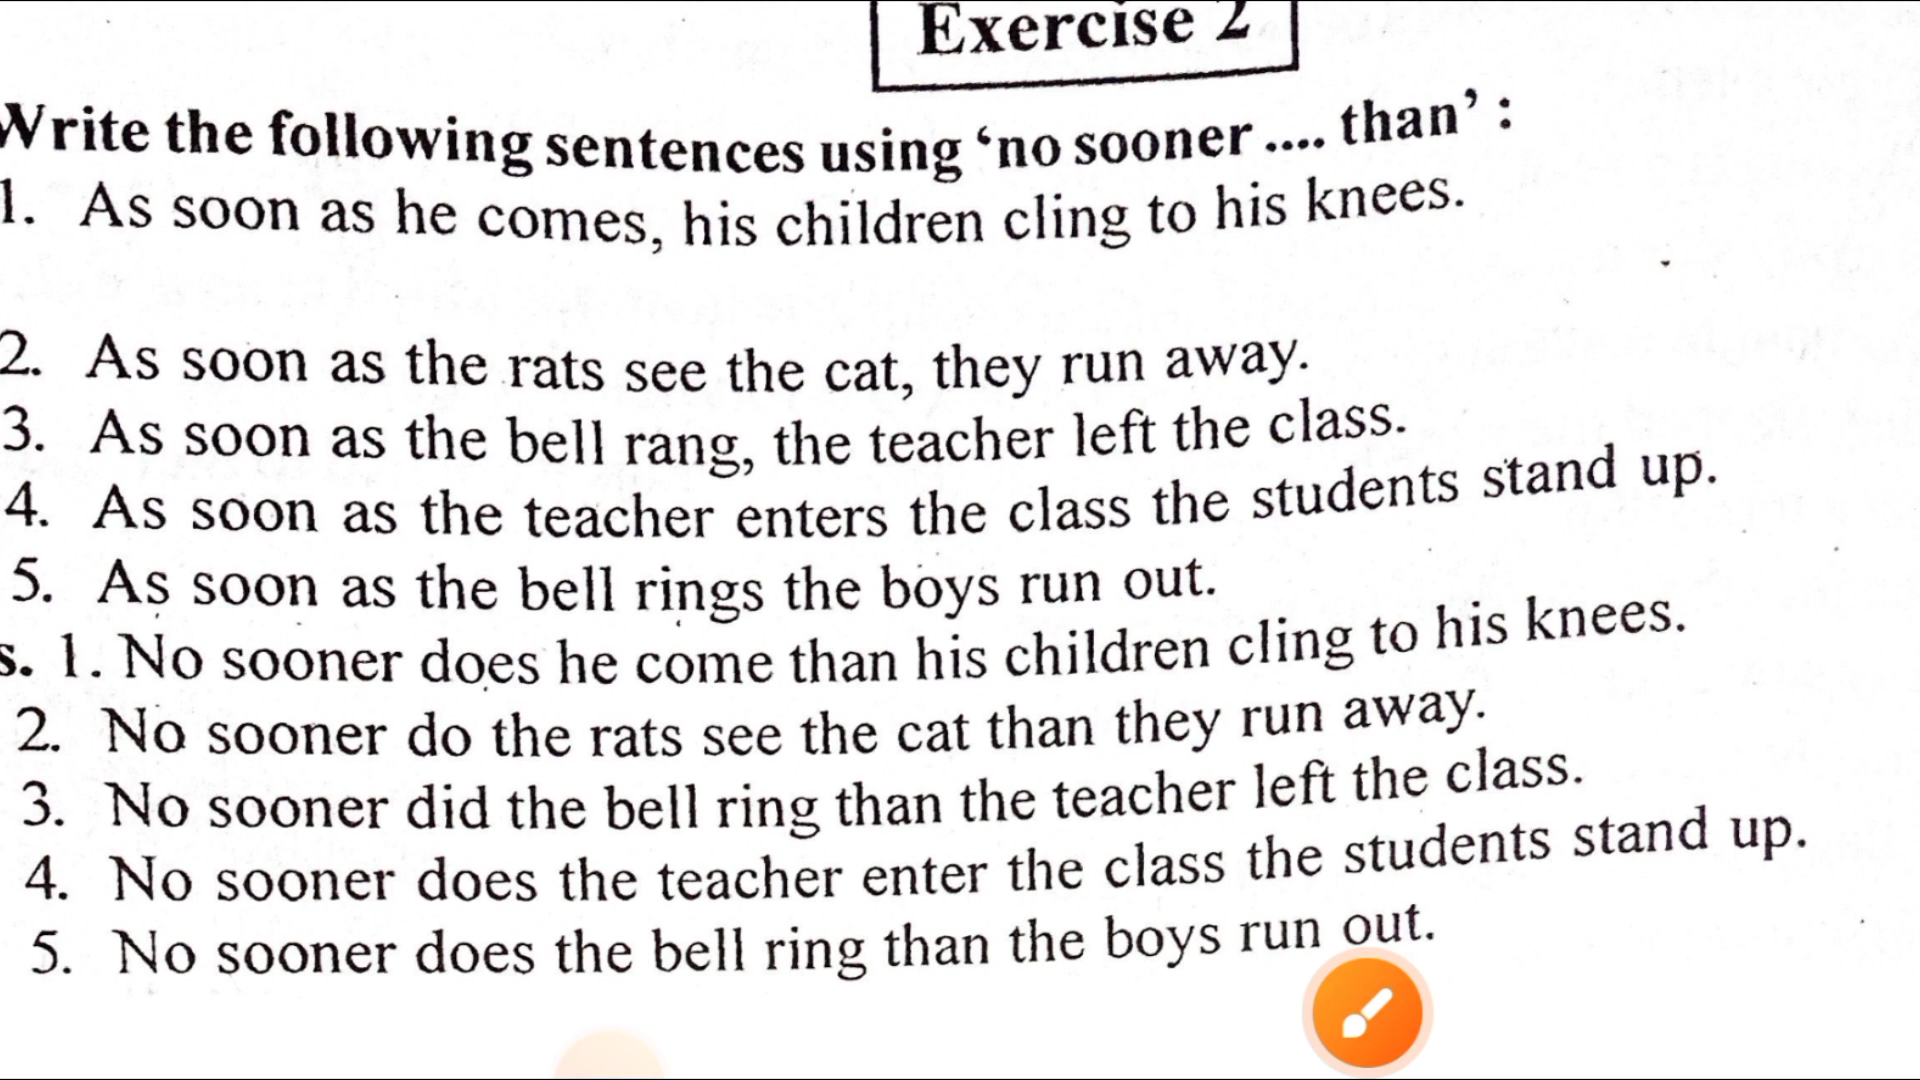 Exercise 2
Write the following sentences using ‘no sooner .... than’ :
1. As soon as he comes, his children cling to his knees.
2. As soon as the rats see the cat, they run away.
3. As soon as the bell rang, the teacher left the class.
4. As soon as the teacher enters the class the students stand up.
5. As soon as the bell rings the boys run out.
s. 1. No sooner does he come than his children cling to his knees.
2. No sooner do the rats see the cat than they run away.
3. No sooner did the bell ring than the teacher left the class.
4. No sooner does the teacher enter the class the students stand up.
5. No sooner does the bell ring than the boys run out.